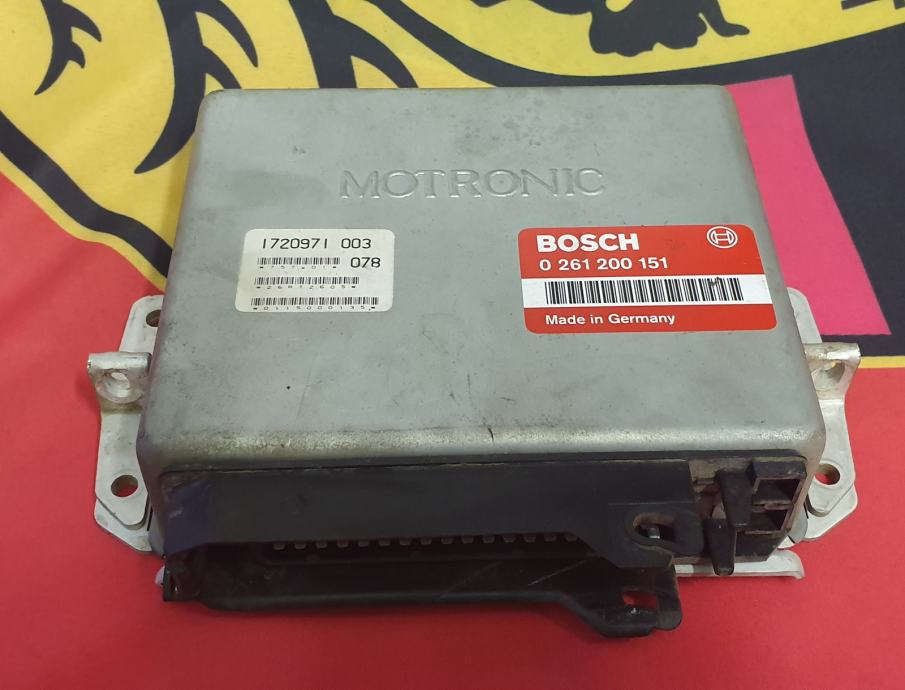 MOTRONIC
1720971 003
078
BOSCH
0 261 200 151
Made in Germany